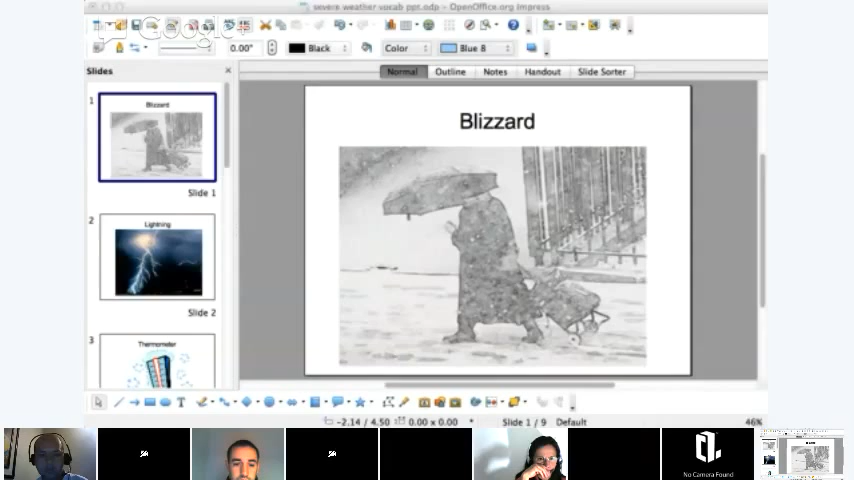 severe weather vocab ppt.odp - OpenOffice.org Impress
Google+
0.00"
Black
Color
Blue 8
Slides
Normal
Outline
Notes
Handout
Slide Sorter
1
Blizzard
Slide 1
2
Lightning
Slide 2
3
Thermometer
Blizzard
-2.14 / 4.50
0.00 x 0.00
*
Slide 1 / 9
Default
46%
No Camera Found